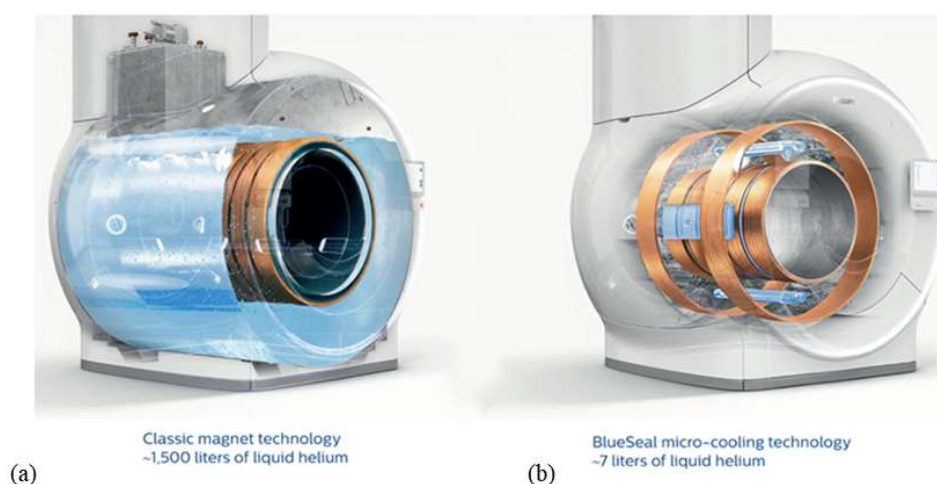 Classic magnet technology
~1,500 liters of liquid helium
(a)
BlueSeal micro-cooling technology
~7 liters of liquid helium
(b)